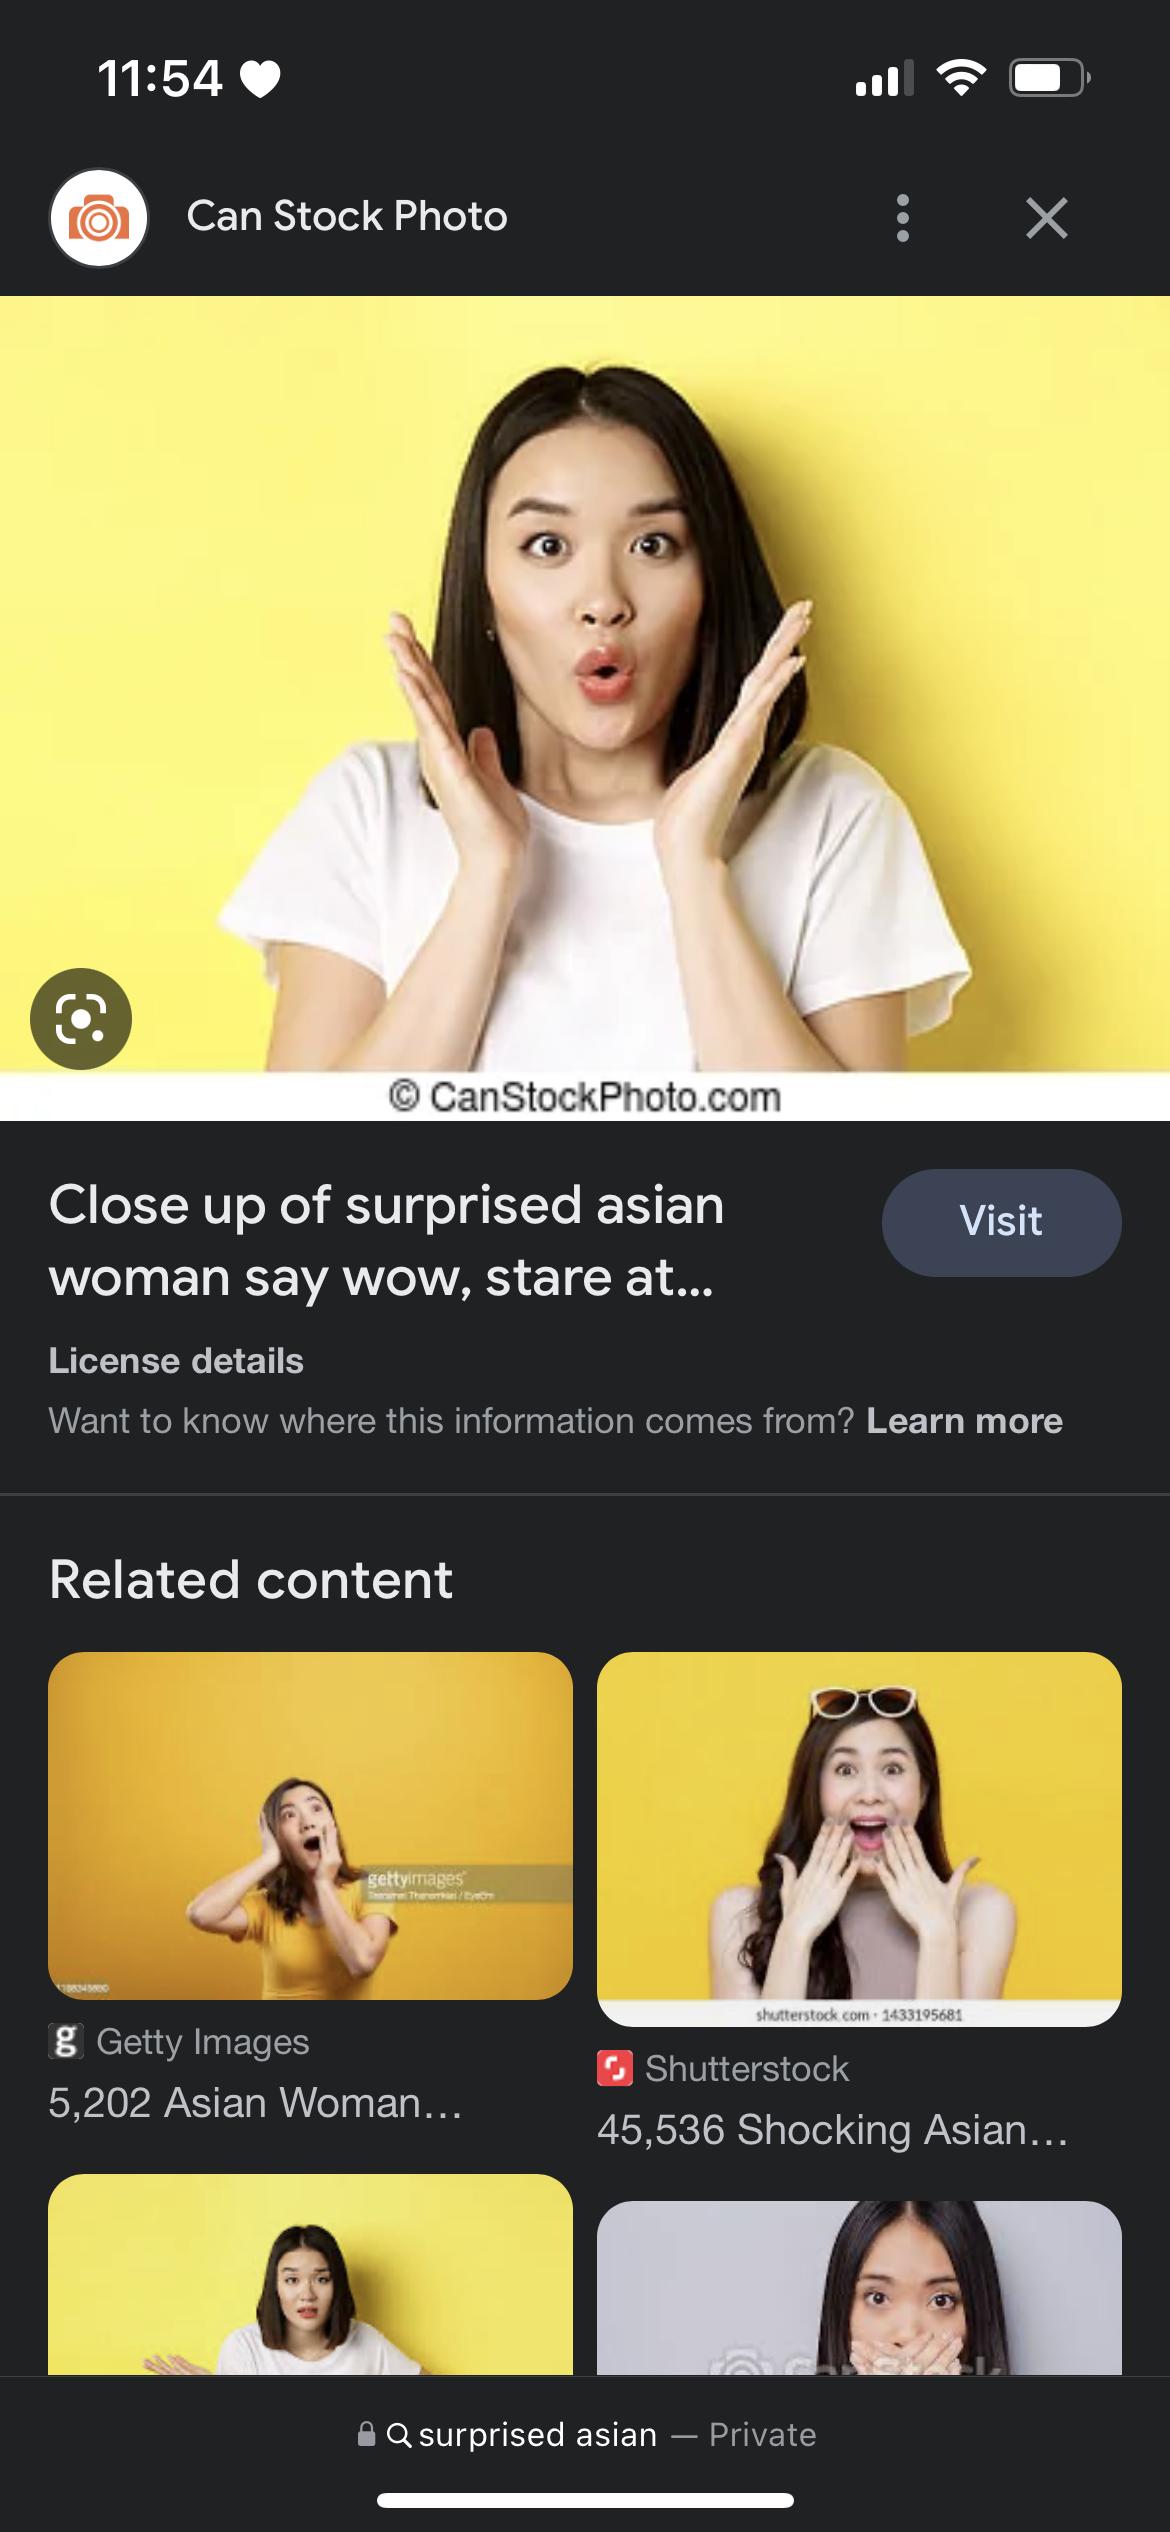 11:54
Can Stock Photo
© CanStockPhoto.com
Close up of surprised asian
woman say wow, stare at...
Visit
License details
Want to know where this information comes from? Learn more
Related content
gettyimages
shutterstock.com · 1433195681
g Getty Images
5,202 Asian Woman...
Shutterstock
45,536 Shocking Asian...
CanStock
surprised asian — Private